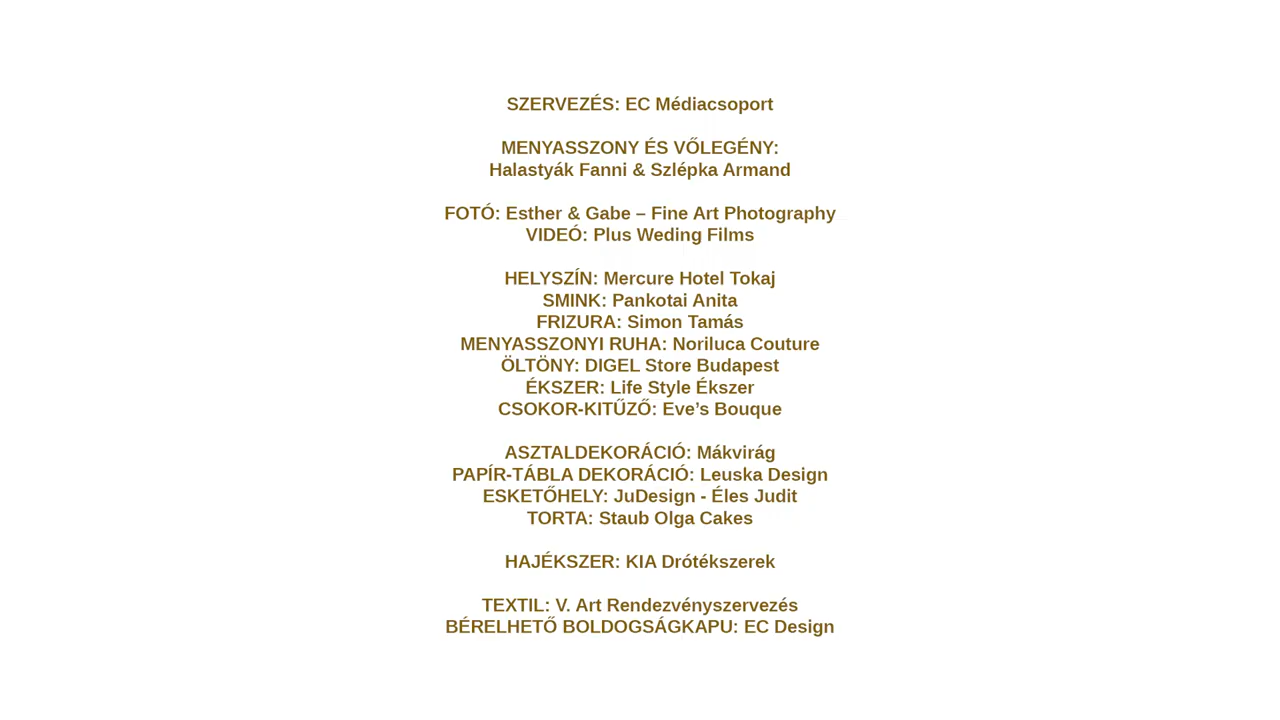 SZERVEZÉS: EC Médiacsoport
MENYASSZONY ÉS VŐLEGÉNY:
Halastyák Fanni & Szlépka Armand
FOTÓ: Esther & Gabe – Fine Art Photography
VIDEÓ: Plus Weding Films
HELYSZÍN: Mercure Hotel Tokaj
SMINK: Pankotai Anita
FRIZURA: Simon Tamás
MENYASSZONYI RUHA: Noriluca Couture
ÖLTÖNY: DIGEL Store Budapest
ÉKSZER: Life Style Ékszer
CSOKOR-KITŰZŐ: Eve’s Bouque
ASZTALDEKORÁCIÓ: Mákvirág
PAPÍR-TÁBLA DEKORÁCIÓ: Leuska Design
ESKETŐHELY: JuDesign - Éles Judit
TORTA: Staub Olga Cakes
HAJÉKSZER: KIA Drótékszerek
TEXTIL: V. Art Rendezvényszervezés
BÉRELHETŐ BOLDOGSÁGKAPU: EC Design